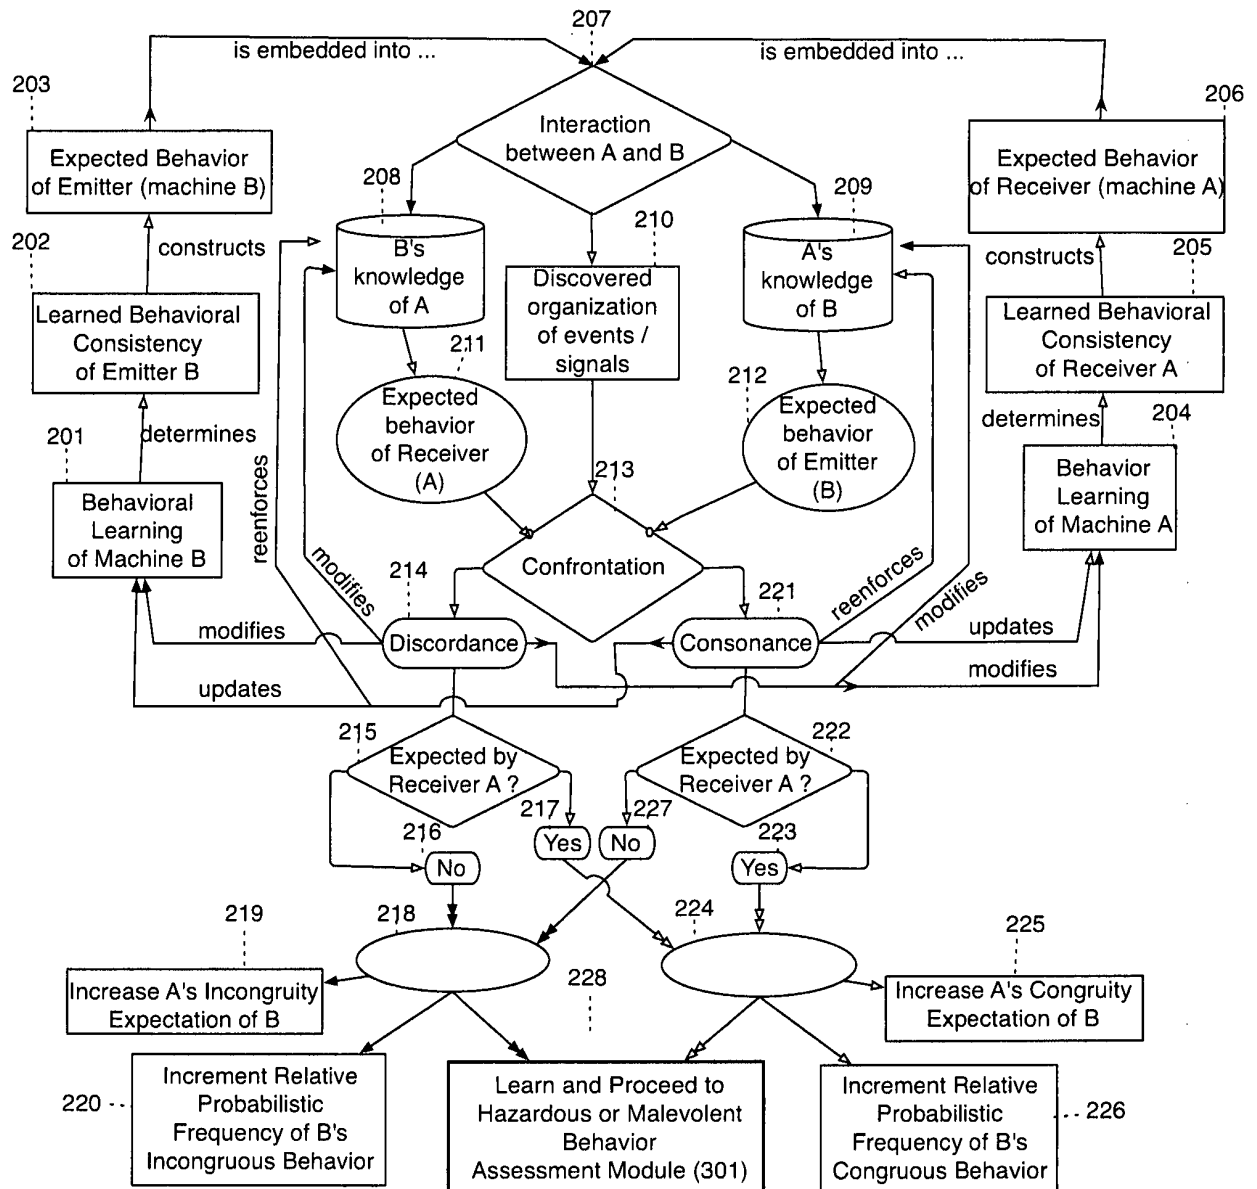 207
is embedded into ...
is embedded into ...
203
206
Expected Behavior
of Emitter (machine B)
Interaction
between A and B
Expected Behavior
of Receiver (machine A)
208
209
210
202
constructs
B's
knowledge
of A
Discovered
organization
of events /
signals
A's
knowledge
of B
constructs
205
Learned Behavioral
Consistency
of Emitter B
Learned Behavioral
Consistency
of Receiver A
211
212
Expected
behavior
of Receiver
(A)
Expected
behavior
of Emitter
(B)
201
determines
determines
204
213
Behavioral
Learning
of Machine B
Behavior
Learning
of Machine A
reenforces
modifies
Confrontation
reenforces
modifies
214
221
modifies
Discordance
Consonance
updates
updates
modifies
215
222
Expected by
Receiver A ?
Expected by
Receiver A ?
216
217
227
223
No
Yes
No
Yes
219
218
224
225
228
Increase A's Incongruity
Expectation of B
Increase A's Congruity
Expectation of B
220
Increment Relative
Probabilistic
Frequency of B's
Incongruous Behavior
Learn and Proceed to
Hazardous or Malevolent
Behavior
Assessment Module (301)
Increment Relative
Probabilistic
Frequency of B's
Congruous Behavior
226